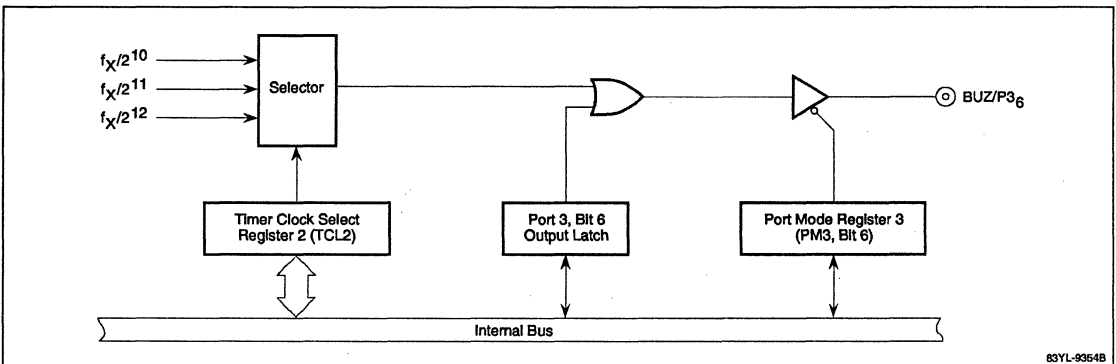 fX/2^10
fX/2^11
fX/2^12
Selector
BUZ/P3₆
Timer Clock Select
Register 2 (TCL2)
Port 3, Bit 6
Output Latch
Port Mode Register 3
(PM3, Bit 6)
Internal Bus
83YL-9354B